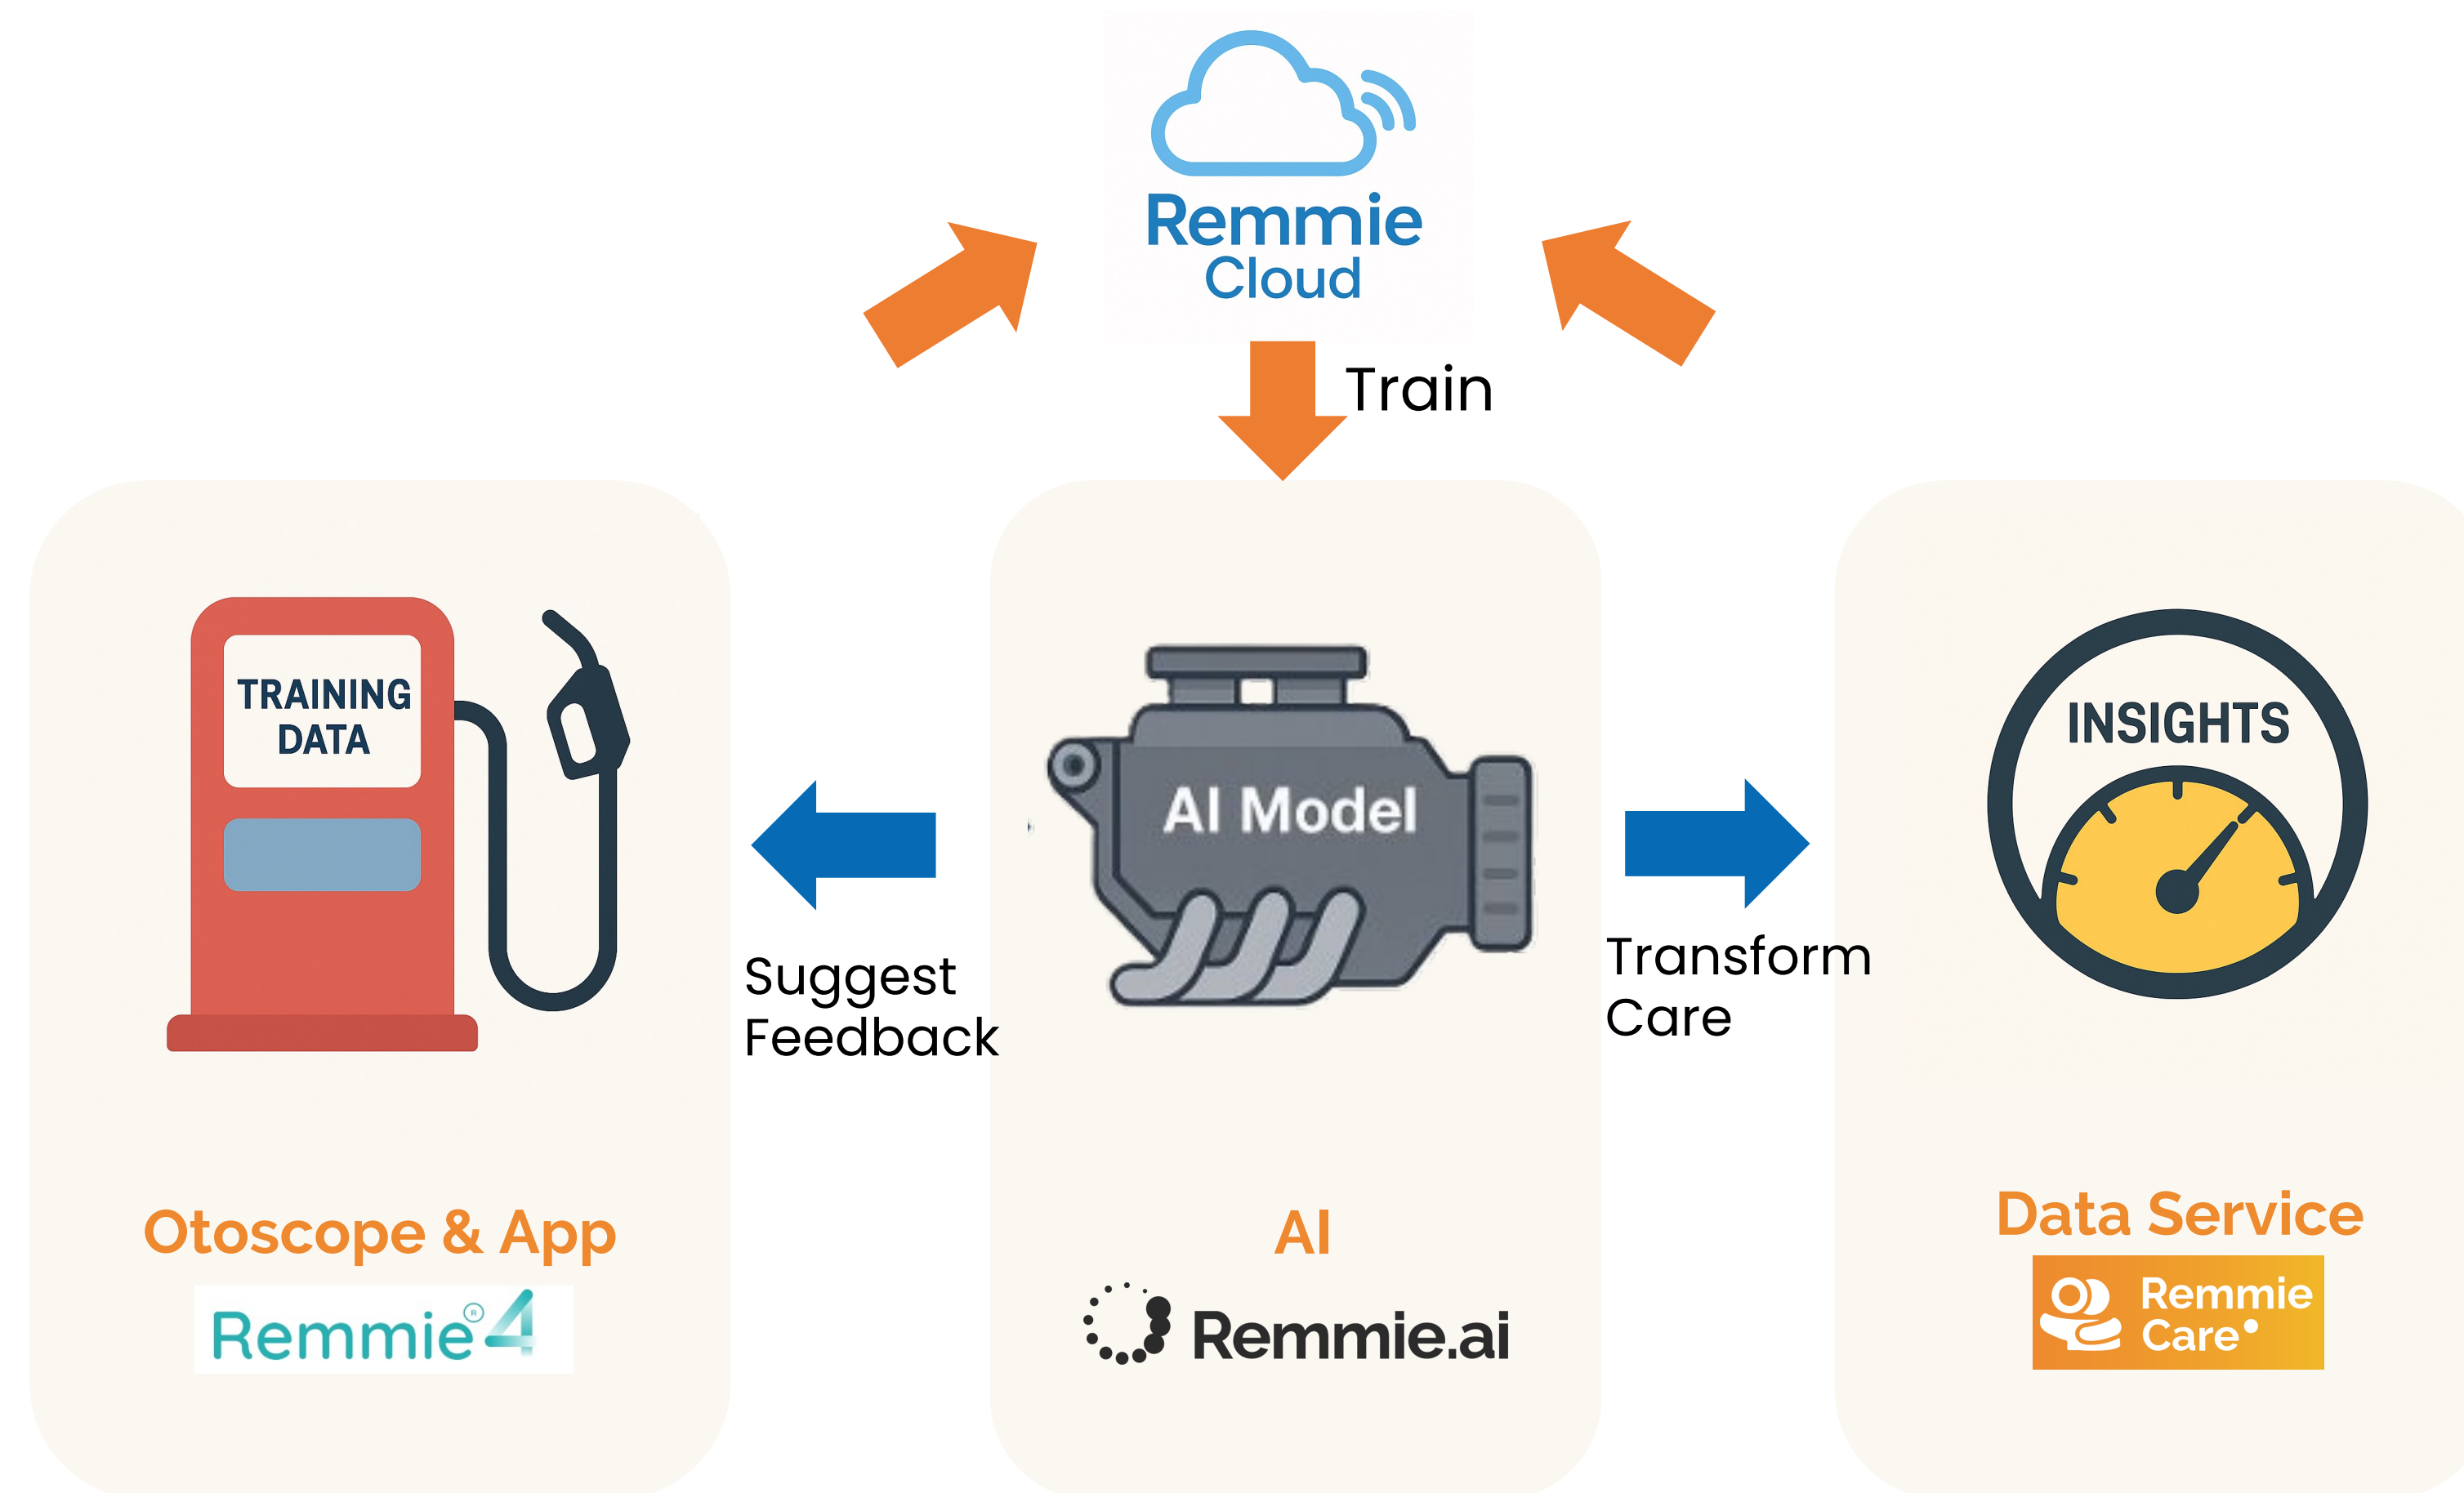 Remmie
Cloud
Train
TRAINING
DATA
AI Model
INSIGHTS
Suggest
Feedback
Transform
Care
Otoscope & App
Remmie® 4
AI
Remmie.ai
Data Service
Remmie
Care